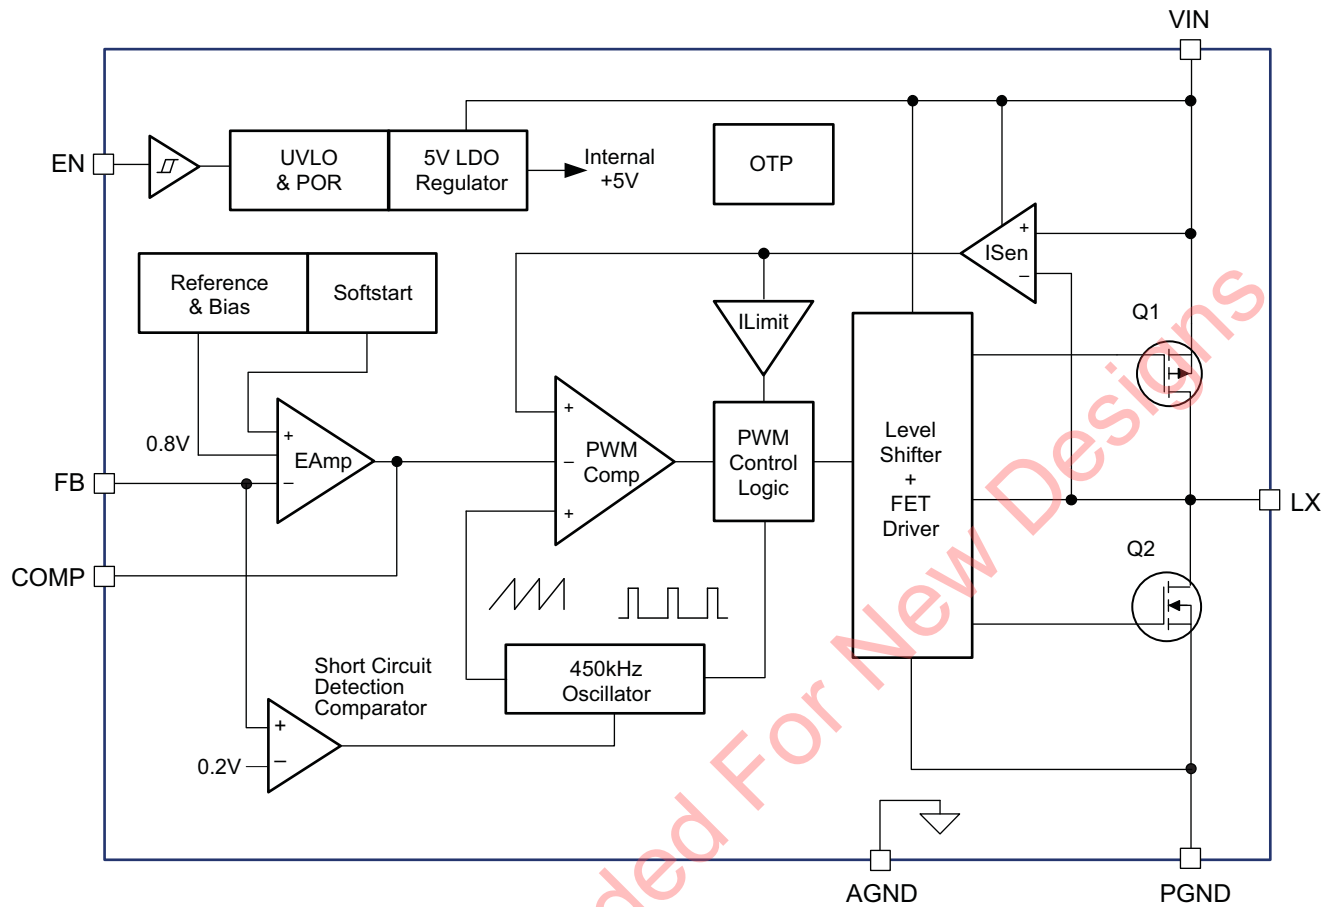 VIN
EN
UVLO
& POR
5V LDO
Regulator
Internal
+5V
OTP
Reference
& Bias
Softstart
+
ISen
−
ILimit
Q1
0.8V
+
EAmp
−
FB
+
PWM
Comp
−
+
PWM
Control
Logic
Level
Shifter
+
FET
Driver
LX
Q2
COMP
450kHz
Oscillator
Short Circuit
Detection
Comparator
+
−
0.2V
AGND
PGND
ded For New Designs